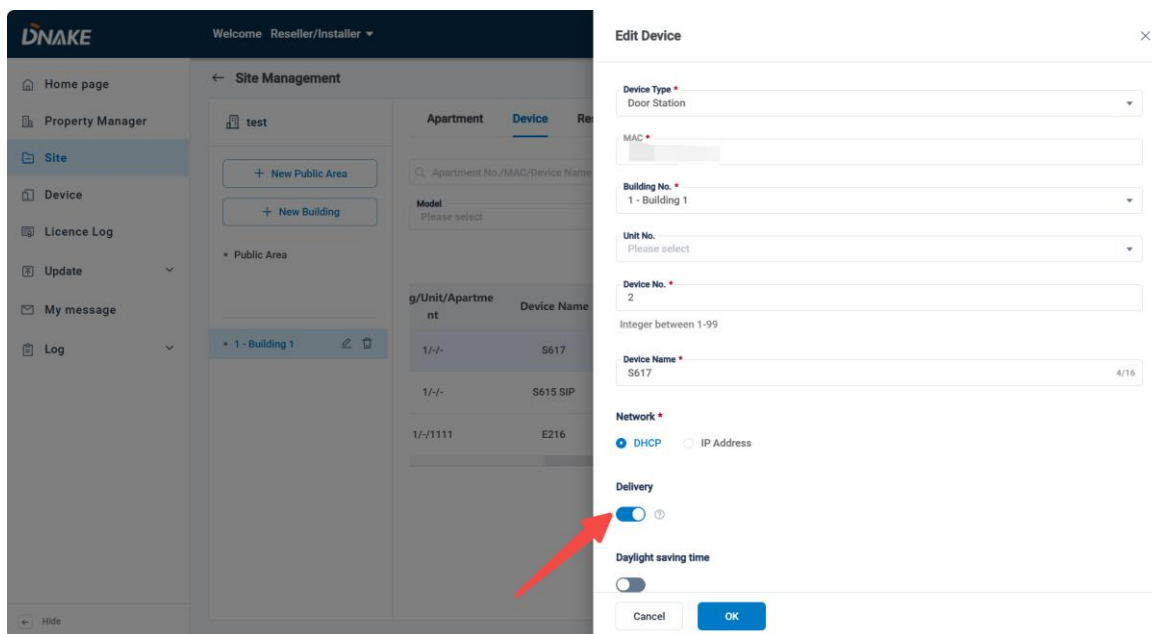 DNAKE
Welcome Reseller/Installer
Home page
Property Manager
Site
Device
Licence Log
Update
My message
Log
Hide
← Site Management
test
+ New Public Area
+ New Building
• Public Area
• 1 - Building 1
Apartment Device Re
Apartment No./MAC/Device Name
Model
Please select
g/Unit/Apartme
nt
Device Name
1/-/- S617
1/-/- S615 SIP
1/-/1111 E216
Edit Device
Device Type *
Door Station
MAC *
Building No. *
1 - Building 1
Unit No.
Please select
Device No. *
2
Integer between 1-99
Device Name *
S617 4/16
Network *
DHCP IP Address
Delivery
Daylight saving time
Cancel OK